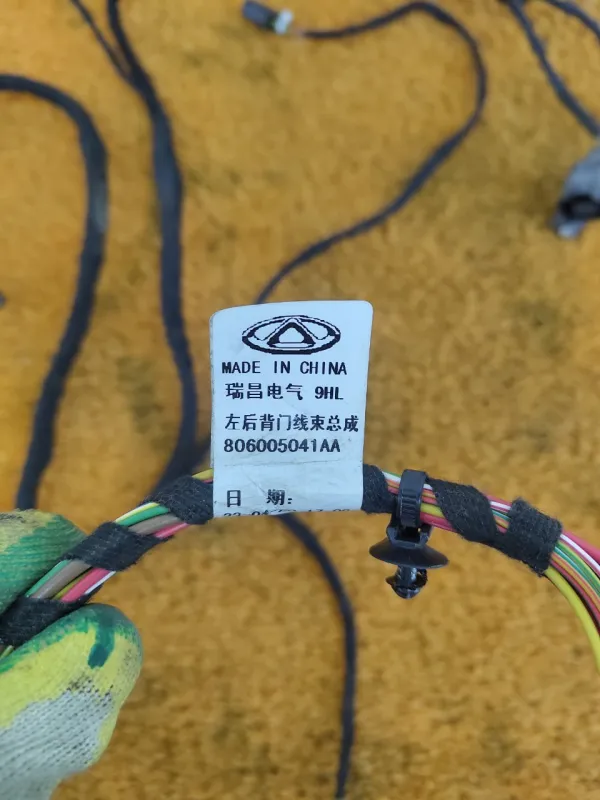 MADE IN CHINA
瑞昌电气 9HL
左后背门线束总成
806005041AA
日 期: